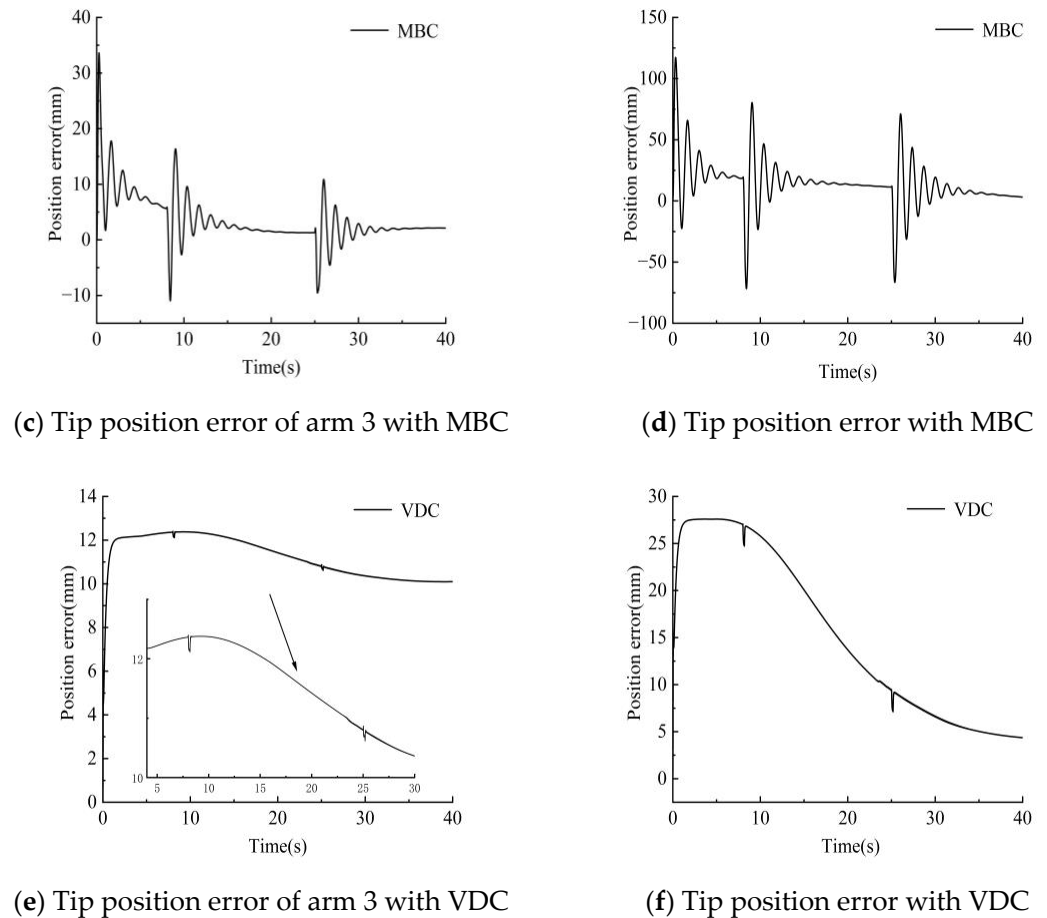 40
30
20
10
0
−10
Position error(mm)
MBC
0 10 20 30 40
Time(s)
(c) Tip position error of arm 3 with MBC
150
100
50
0
−50
−100
Position error(mm)
MBC
0 10 20 30 40
Time(s)
(d) Tip position error with MBC
14
12
10
8
6
4
2
0
Position error(mm)
VDC
12
10
5 10 15 20 25 30
0 10 20 30 40
Time(s)
(e) Tip position error of arm 3 with VDC
30
25
20
15
10
5
0
Position error(mm)
VDC
0 10 20 30 40
Time(s)
(f) Tip position error with VDC